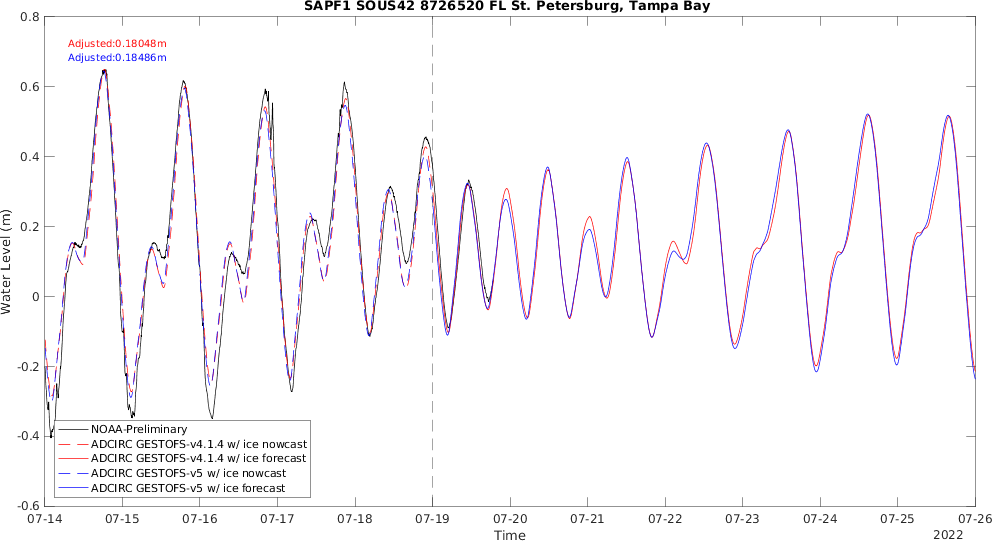 SAPF1 SOUS42 8726520 FL St. Petersburg, Tampa Bay
Adjusted:0.18048m
Adjusted:0.18486m
0.8
0.6
0.4
0.2
0
-0.2
-0.4
-0.6
Water Level (m)
NOAA-Preliminary
ADCIRC GESTOFS-v4.1.4 w/ ice nowcast
ADCIRC GESTOFS-v4.1.4 w/ ice forecast
ADCIRC GESTOFS-v5 w/ ice nowcast
ADCIRC GESTOFS-v5 w/ ice forecast
07-14 07-15 07-16 07-17 07-18 07-19 07-20 07-21 07-22 07-23 07-24 07-25 07-26
Time
2022